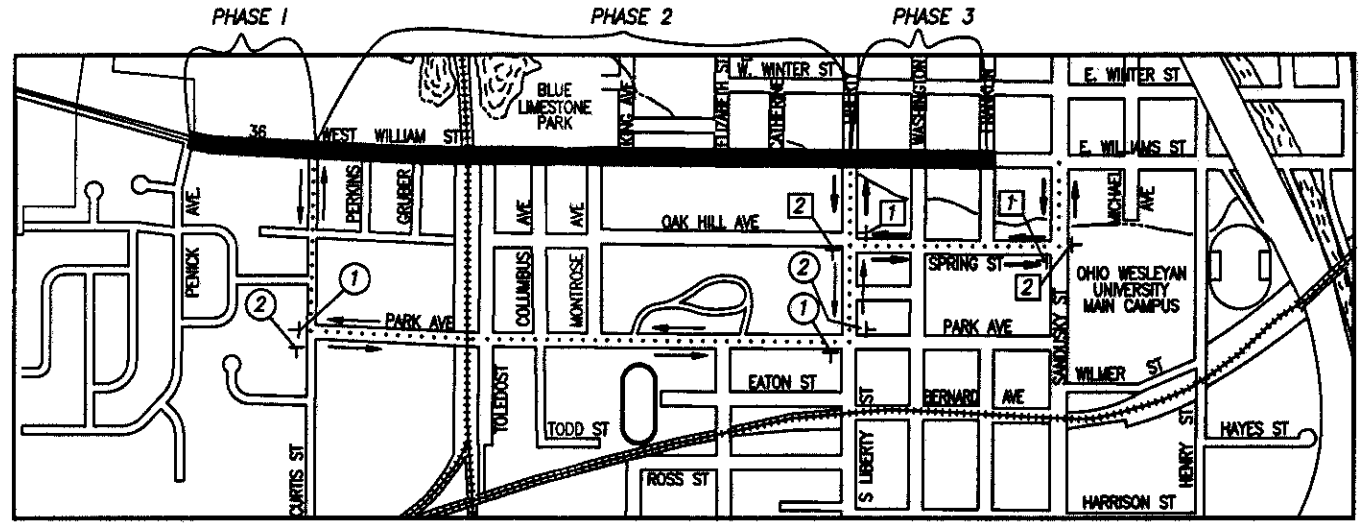 PHASE 1
PHASE 2
PHASE 3
W. WINTER ST
E. WINTER ST
BLUE
LIMESTONE
PARK
KING AVE
ELIZABETH ST
CATHERINE
LIBERTY
WASHINGTON
FRANKLIN
36
WEST WILLIAM ST
E. WILLIAMS ST
PENICK AVE.
PERKINS
GRUBER
COLUMBUS AVE
MONTROSE AVE
OAK HILL AVE
2
1
1
MICHAEL AVE
SPRING ST
2
OHIO WESLEYAN
UNIVERSITY
MAIN CAMPUS
1
2
2
1
PARK AVE
PARK AVE
SANDUSKY ST
WILMER ST
EATON ST
BERNARD AVE
TOLEDOST
TODD ST
S LIBERTY ST
HENRY ST
HAYES ST
CURTIS ST
ROSS ST
HARRISON ST